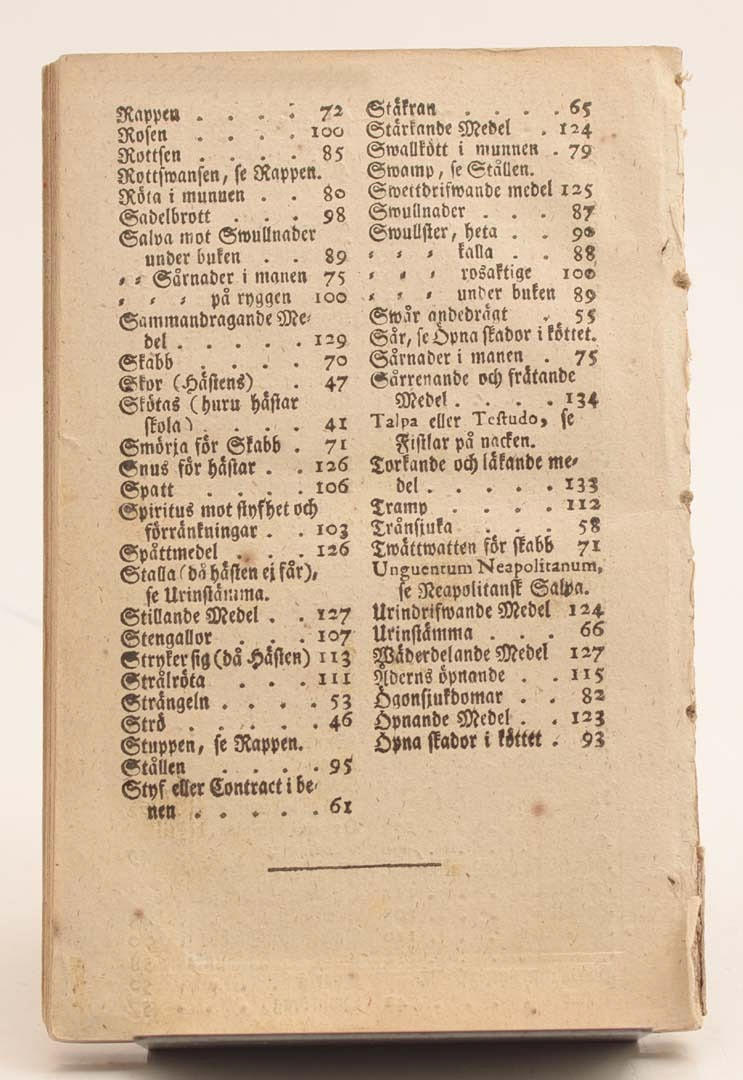 Rappen . . . . 72
Rosen . . . . 100
Rottsen . . . . 85
Rottswansen, se Rappen.
Röta i munnen . . 80
Sadelbrott . . . 98
Salva mot Swullnader
under buken . . 89
= = Sårnader i manen 75
= = = på ryggen 100
Sammandragande Me=
del . . . . . 129
Skabb . . . . 70
Skor (Hästens) . 47
Skötas (huru hästar
skola) . . . . 41
Smörja för Skabb . 71
Snus för hästar . . 126
Spatt . . . . 106
Spiritus mot styfhet och
förränkningar . . 103
Spåttmedel . . . 126
Stalla (då hästen ej får),
se Urinstämma.
Stillande Medel . . 127
Stengallor . . . 107
Stryker sig (då Hästen) 113
Strålröta . . . 111
Strängeln . . . . 53
Strö . . . . . 46
Stuppen, se Rappen.
Ställen . . . . 95
Styf eller Contract i be=
nen . . . . . 61
Stäkran . . . . 65
Stärkande Medel . 124
Swallkött i munnen . 79
Swamp, se Ställen.
Swettdrifwande medel 125
Swullnader . . . 87
Swullster, heta . . 90
= = = kalla . . 88
= = = rosaktige 100
= = = under buken 89
Swår andedrägt . 55
Sår, se Öpna skador i köttet.
Sårnader i manen . 75
Sårrenande och frätande
Medel . . . . 134
Talpa eller Testudo, se
Fistlar på nacken.
Torkande och läkande me=
del . . . . . 133
Tramp . . . . 112
Trånsjuka . . . 58
Twättwatten för skabb 71
Unguentum Neapolitanum,
se Neapolitansk Salva.
Urindrifwande Medel 124
Urinstämma . . . 66
Wäderdelande Medel 127
Åderns öpnande . . 115
Ögonsjukdomar . . 82
Öpnande Medel . . 123
Öpna skador i köttet . 93